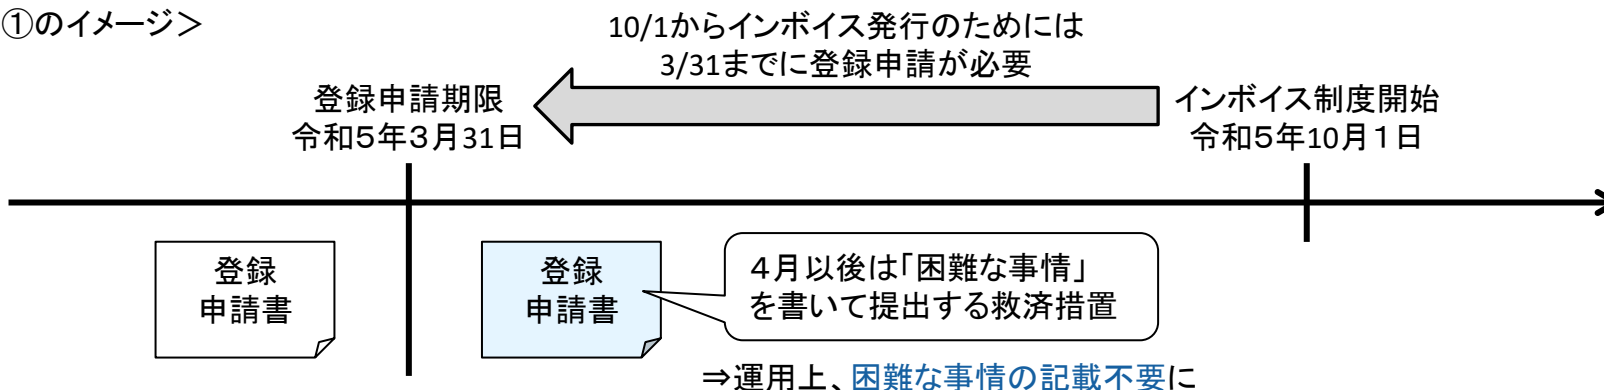 ①のイメージ＞
10/1からインボイス発行のためには
3/31までに登録申請が必要
登録申請期限
令和５年３月31日
インボイス制度開始
令和５年10月１日
登録
申請書
登録
申請書
４月以後は「困難な事情」
を書いて提出する救済措置
⇒運用上、困難な事情の記載不要に